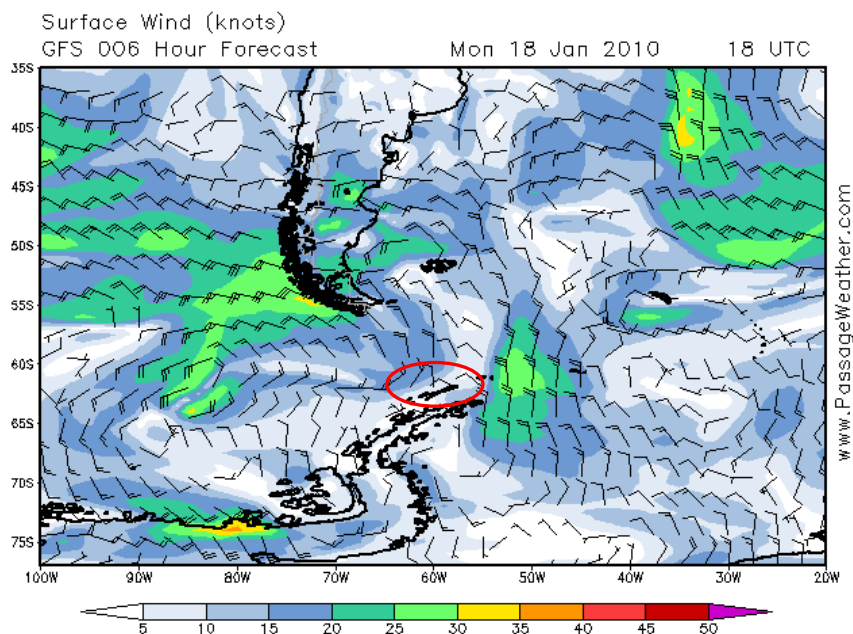 Surface Wind (knots)
GFS 006 Hour Forecast Mon 18 Jan 2010 18 UTC
35S
40S
45S
50S
55S
60S
65S
70S
75S
100W 90W 80W 70W 60W 50W 40W 30W 20W
5 10 15 20 25 30 35 40 45 50
www.PassageWeather.com